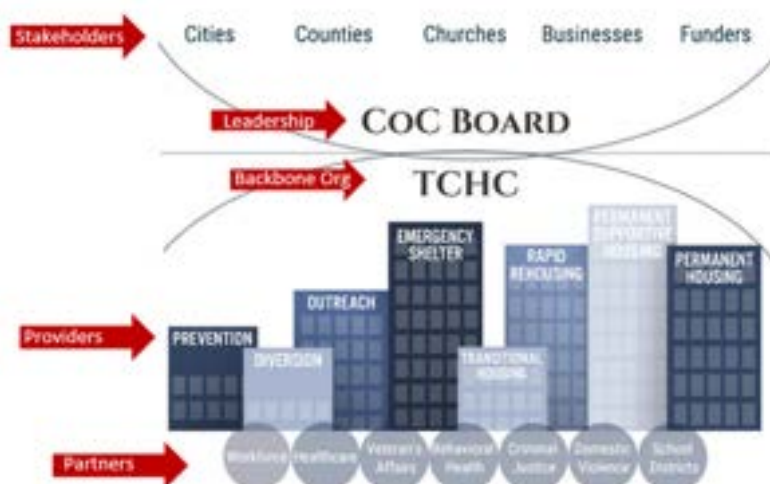 Stakeholders Cities Counties Churches Businesses Funders
Leadership CoC Board
Backbone Org TCHC
Providers
PREVENTION
DIVERSION
OUTREACH
EMERGENCY
SHELTER
TRANSITIONAL
HOUSING
RAPID
REHOUSING
PERMANENT
SUPPORTIVE
HOUSING
PERMANENT
HOUSING
Partners
Workforce
Healthcare
Veteran's
Affairs
Behavioral
Health
Criminal
Justice
Domestic
Violence
School
Districts